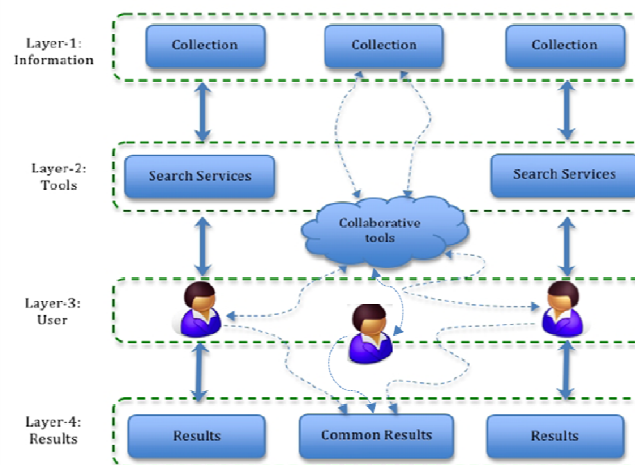 Layer-1:
Information
Collection
Collection
Collection
Layer-2:
Tools
Search Services
Search Services
Collaborative
tools
Layer-3:
User
Layer-4:
Results
Results
Common Results
Results